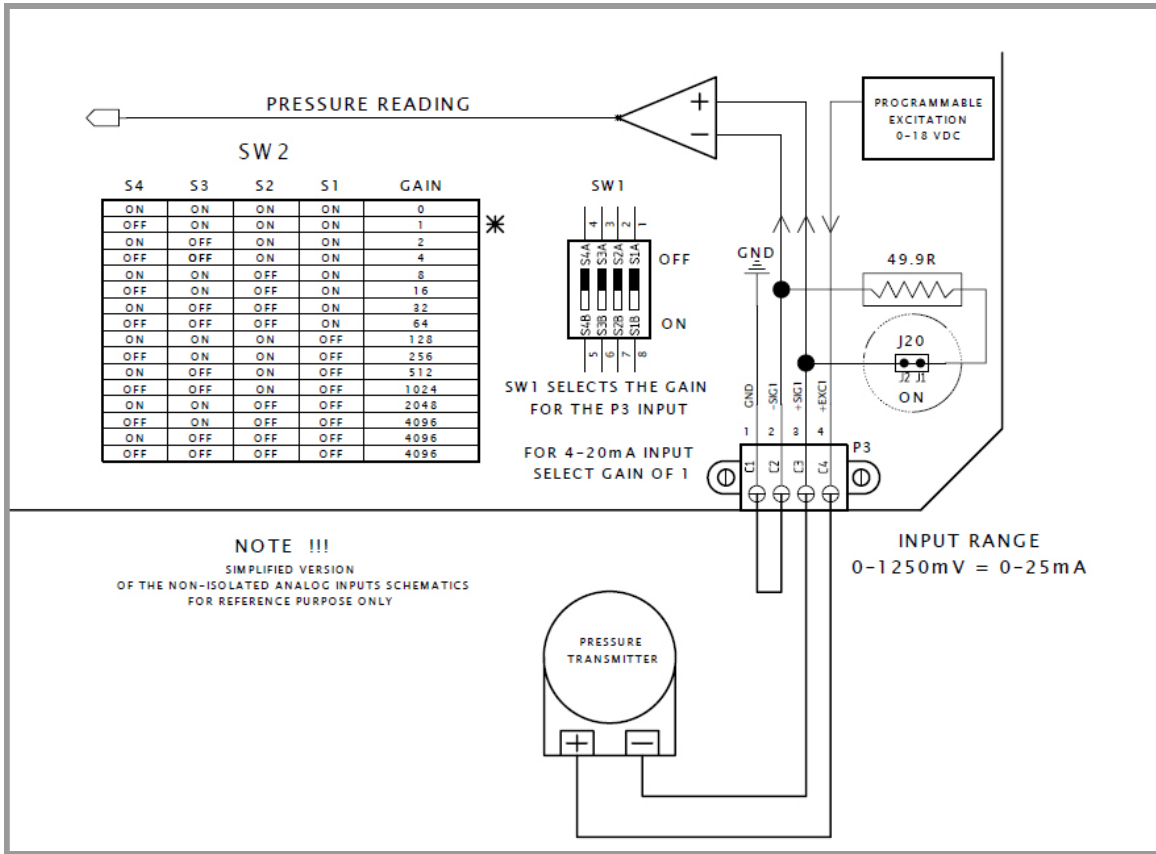 PRESSURE READING
+
−
PROGRAMMABLE
EXCITATION
0-18 VDC
SW2
S4 S3 S2 S1 GAIN
ON ON ON ON 0
OFF ON ON ON 1
ON OFF ON ON 2
OFF OFF ON ON 4
ON ON OFF ON 8
OFF ON OFF ON 16
ON OFF OFF ON 32
OFF OFF OFF ON 64
ON ON ON OFF 128
OFF ON ON OFF 256
ON OFF ON OFF 512
OFF OFF ON OFF 1024
ON ON OFF OFF 2048
OFF ON OFF OFF 4096
ON OFF OFF OFF 4096
OFF OFF OFF OFF 4096
*
SW1
4 3 2 1
S4A S3A S2A S1A
OFF
S4B S3B S2B S1B
ON
5 6 7 8
SW1 SELECTS THE GAIN
FOR THE P3 INPUT
FOR 4-20mA INPUT
SELECT GAIN OF 1
GND
49.9R
J20
J2 J1
ON
GND -SIG1 +SIG1 +EXC1
1 2 3 4
P3
C1 C2 C3 C4
NOTE !!!
SIMPLIFIED VERSION
OF THE NON-ISOLATED ANALOG INPUTS SCHEMATICS
FOR REFERENCE PURPOSE ONLY
INPUT RANGE
0-1250mV = 0-25mA
PRESSURE
TRANSMITTER
+ −